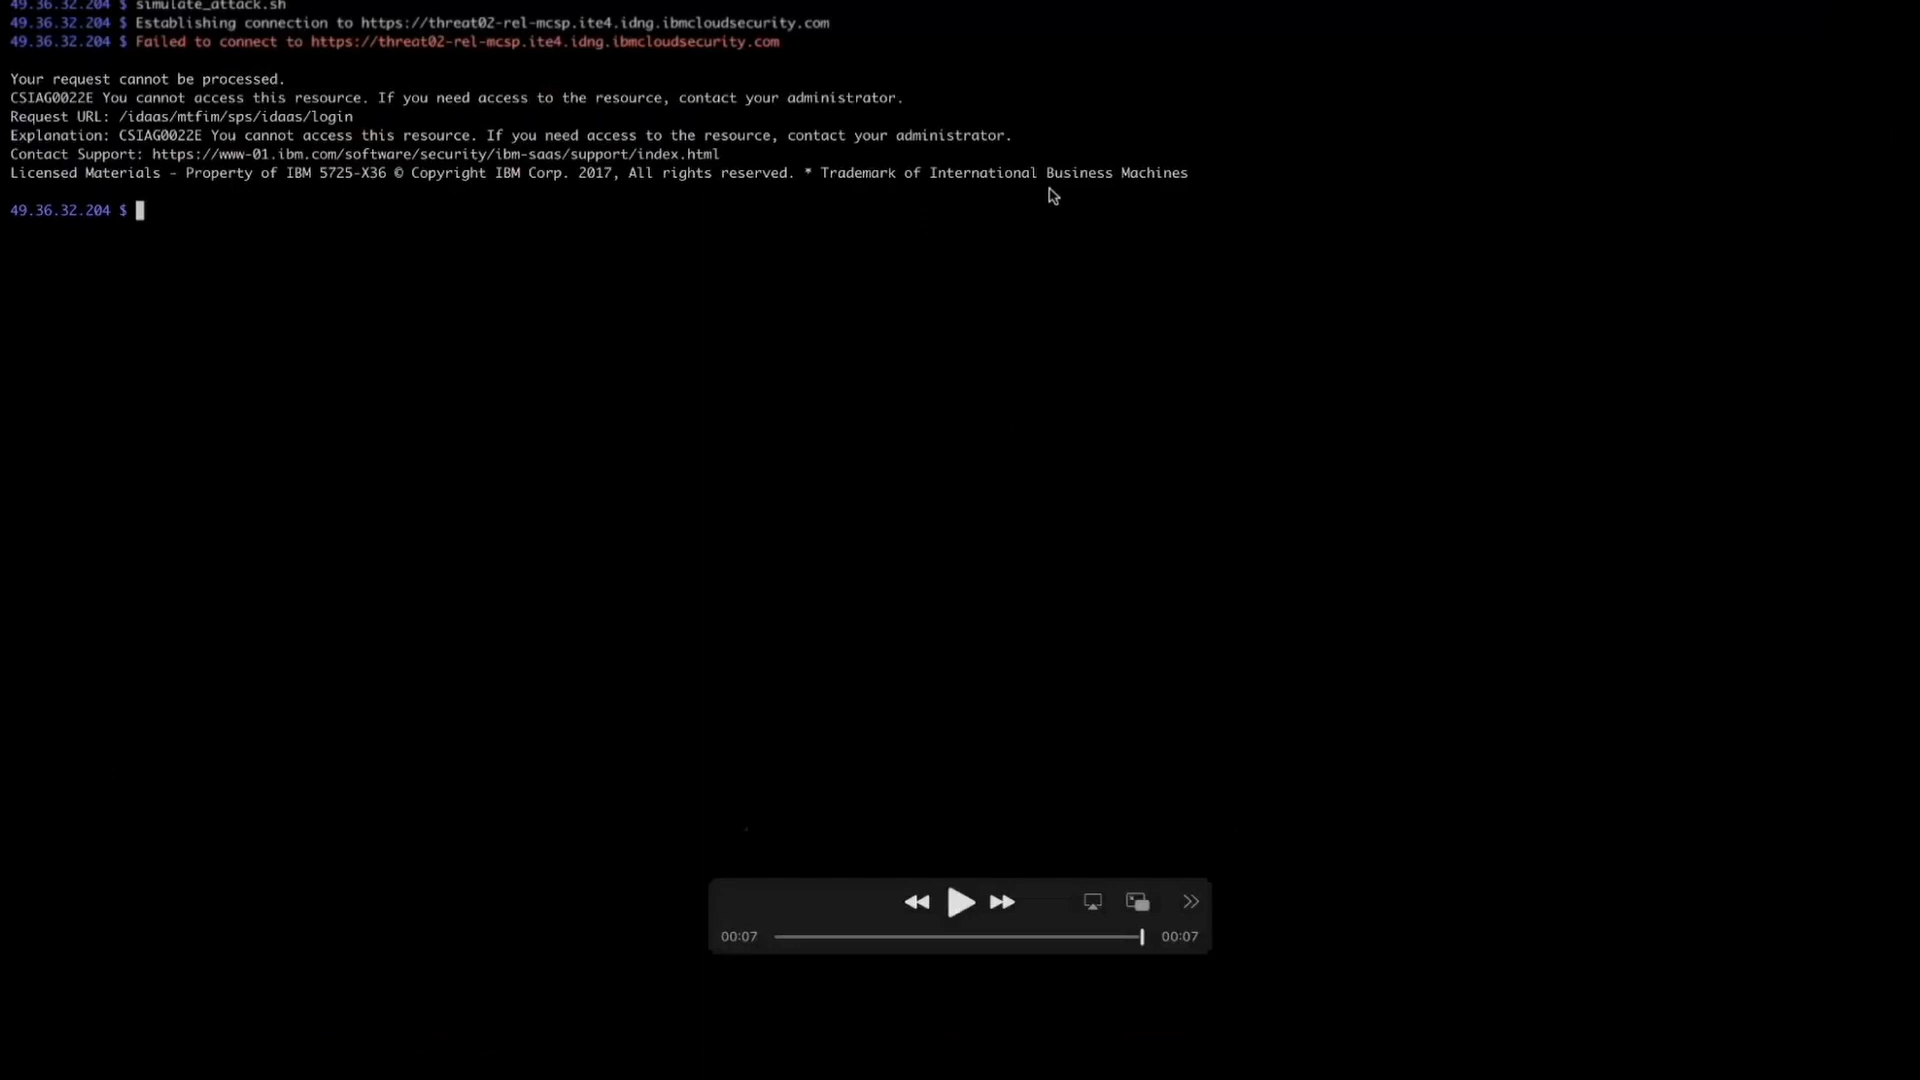 49.36.32.204 $ simulate_attack.sh
49.36.32.204 $ Establishing connection to https://threat02-rel-mcsp.ite4.idng.ibmcloudsecurity.com
49.36.32.204 $ Failed to connect to https://threat02-rel-mcsp.ite4.idng.ibmcloudsecurity.com
Your request cannot be processed.
CSIAG0022E You cannot access this resource. If you need access to the resource, contact your administrator.
Request URL: /idaas/mtfim/sps/idaas/login
Explanation: CSIAG0022E You cannot access this resource. If you need access to the resource, contact your administrator.
Contact Support: https://www-01.ibm.com/software/security/ibm-saas/support/index.html
Licensed Materials - Property of IBM 5725-X36 © Copyright IBM Corp. 2017, All rights reserved. * Trademark of International Business Machines
49.36.32.204 $
00:07 00:07